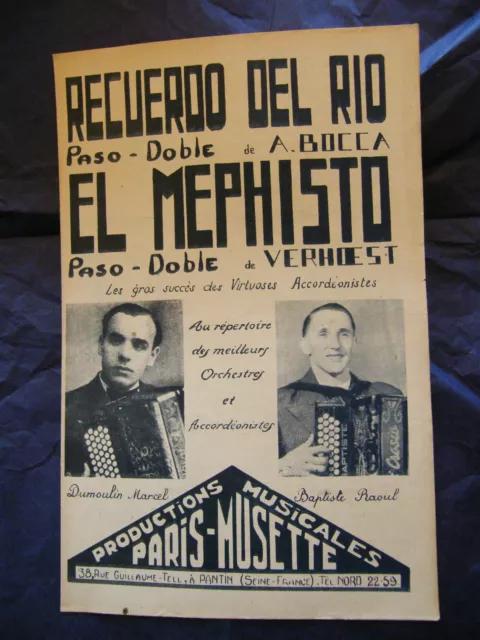 RECUERDO DEL RIO
Paso-Doble de A.BOCCA
EL MEPHISTO
Paso-Doble de VERHOEST
Les gros succès des Virtuoses Accordéonistes
Au répertoire
des meilleurs
Orchestres
et
Accordéonistes
BAPTISTE
Dumoulin Marcel
Baptiste Raoul
PRODUCTIONS MUSICALES
PARIS-MUSETTE
38, RUE GUILLAUME-TELL, à PANTIN (SEINE-FRANCE). TEL NORD 22-59